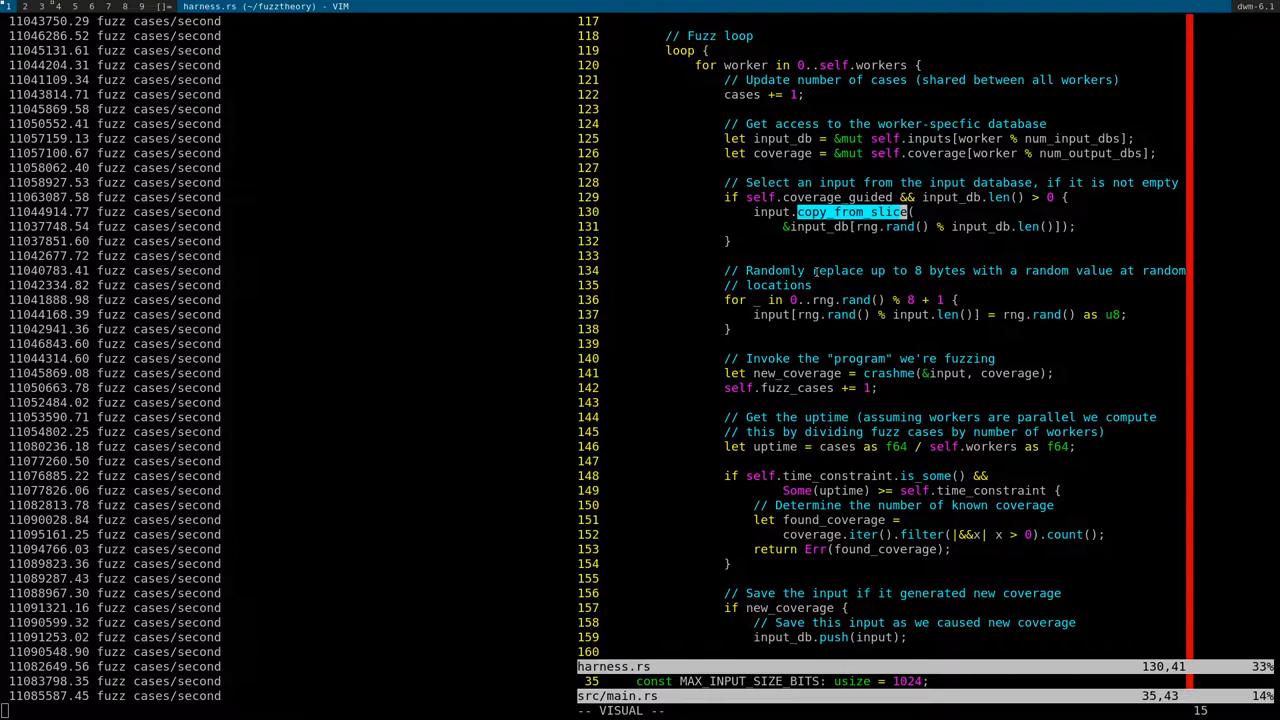 1 2 3 4 5 6 7 8 9 []= harness.rs (~/fuzztheory) - VIM dwm-6.1
11043750.29 fuzz cases/second
11046286.52 fuzz cases/second
11045131.61 fuzz cases/second
11044204.31 fuzz cases/second
11041109.34 fuzz cases/second
11043814.71 fuzz cases/second
11045869.58 fuzz cases/second
11050552.41 fuzz cases/second
11057159.13 fuzz cases/second
11057100.67 fuzz cases/second
11058062.40 fuzz cases/second
11058927.53 fuzz cases/second
11063087.58 fuzz cases/second
11044914.77 fuzz cases/second
11037748.54 fuzz cases/second
11037851.60 fuzz cases/second
11042677.72 fuzz cases/second
11040783.41 fuzz cases/second
11042334.82 fuzz cases/second
11041888.98 fuzz cases/second
11044169.39 fuzz cases/second
11042941.36 fuzz cases/second
11046843.60 fuzz cases/second
11044314.60 fuzz cases/second
11045869.08 fuzz cases/second
11050663.78 fuzz cases/second
11052484.02 fuzz cases/second
11053590.71 fuzz cases/second
11054802.25 fuzz cases/second
11080236.18 fuzz cases/second
11077260.50 fuzz cases/second
11076885.22 fuzz cases/second
11077826.06 fuzz cases/second
11082813.78 fuzz cases/second
11090028.84 fuzz cases/second
11095161.25 fuzz cases/second
11094766.03 fuzz cases/second
11089823.36 fuzz cases/second
11089287.43 fuzz cases/second
11088967.30 fuzz cases/second
11091321.16 fuzz cases/second
11090599.32 fuzz cases/second
11091253.02 fuzz cases/second
11090548.90 fuzz cases/second
11082649.56 fuzz cases/second
11083798.35 fuzz cases/second
11085587.45 fuzz cases/second
117
118 // Fuzz loop
119 loop {
120 for worker in 0..self.workers {
121 // Update number of cases (shared between all workers)
122 cases += 1;
123
124 // Get access to the worker-specfic database
125 let input_db = &mut self.inputs[worker % num_input_dbs];
126 let coverage = &mut self.coverage[worker % num_output_dbs];
127
128 // Select an input from the input database, if it is not empty
129 if self.coverage_guided && input_db.len() > 0 {
130 input.copy_from_slice(
131 &input_db[rng.rand() % input_db.len()]);
132 }
133
134 // Randomly replace up to 8 bytes with a random value at random
135 // locations
136 for _ in 0..rng.rand() % 8 + 1 {
137 input[rng.rand() % input.len()] = rng.rand() as u8;
138 }
139
140 // Invoke the "program" we're fuzzing
141 let new_coverage = crashme(&input, coverage);
142 self.fuzz_cases += 1;
143
144 // Get the uptime (assuming workers are parallel we compute
145 // this by dividing fuzz cases by number of workers)
146 let uptime = cases as f64 / self.workers as f64;
147
148 if self.time_constraint.is_some() &&
149 Some(uptime) >= self.time_constraint {
150 // Determine the number of known coverage
151 let found_coverage =
152 coverage.iter().filter(|&&x| x > 0).count();
153 return Err(found_coverage);
154 }
155
156 // Save the input if it generated new coverage
157 if new_coverage {
158 // Save this input as we caused new coverage
159 input_db.push(input);
160
harness.rs 130,41 33%
35 const MAX_INPUT_SIZE_BITS: usize = 1024;
src/main.rs 35,43 14%
-- VISUAL -- 15